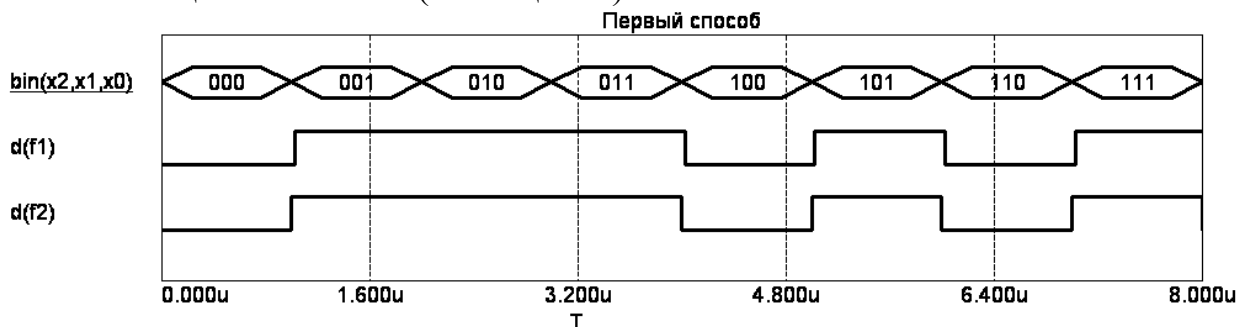 Первый способ
bin(x2,x1,x0) 000 001 010 011 100 101 110 111
d(f1)
d(f2)
0.000u 1.600u 3.200u 4.800u 6.400u 8.000u
T